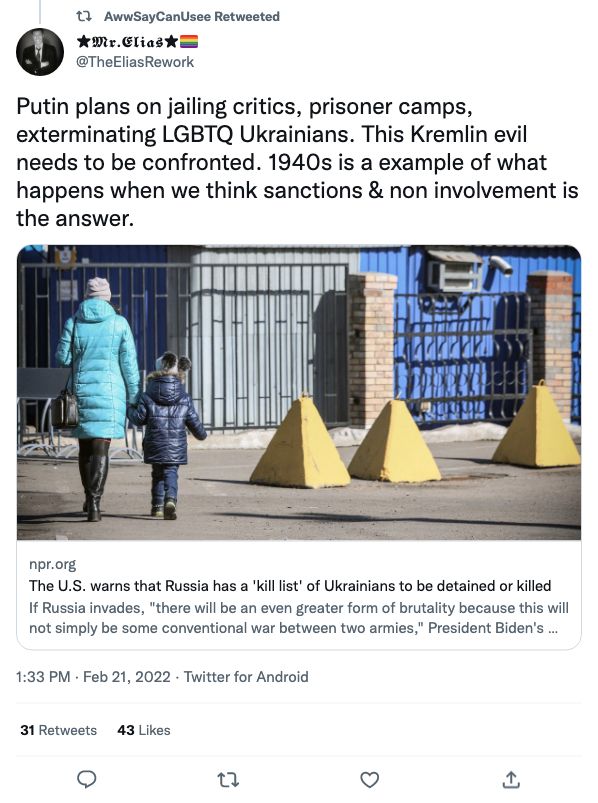 AwwSayCanUsee Retweeted
★𝕸𝖗.𝕰𝖑𝖎𝖆𝖘★🏳️‍🌈
@TheEliasRework
Putin plans on jailing critics, prisoner camps,
exterminating LGBTQ Ukrainians. This Kremlin evil
needs to be confronted. 1940s is a example of what
happens when we think sanctions & non involvement is
the answer.
npr.org
The U.S. warns that Russia has a 'kill list' of Ukrainians to be detained or killed
If Russia invades, "there will be an even greater form of brutality because this will
not simply be some conventional war between two armies," President Biden's ...
1:33 PM · Feb 21, 2022 · Twitter for Android
31 Retweets 43 Likes